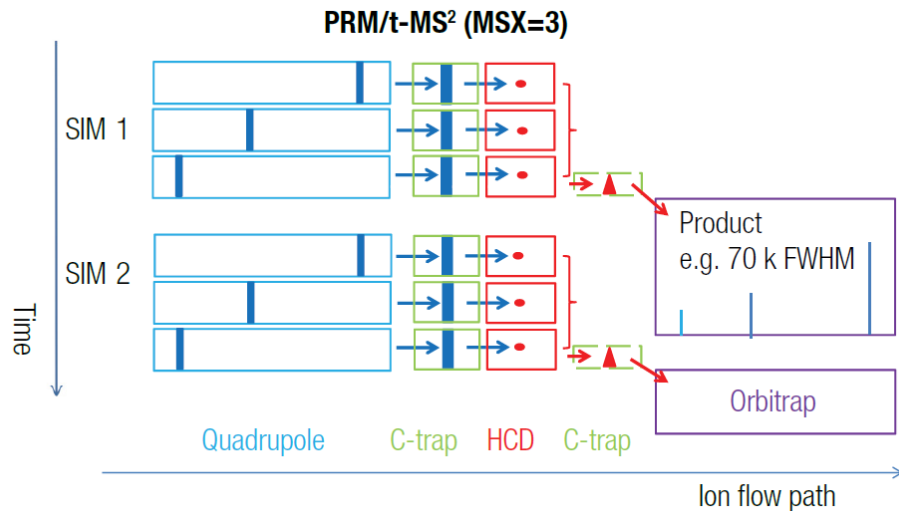 PRM/t-MS² (MSX=3)
SIM 1
Product
e.g. 70 k FWHM
SIM 2
Time
Orbitrap
Quadrupole
C-trap
HCD
C-trap
Ion flow path